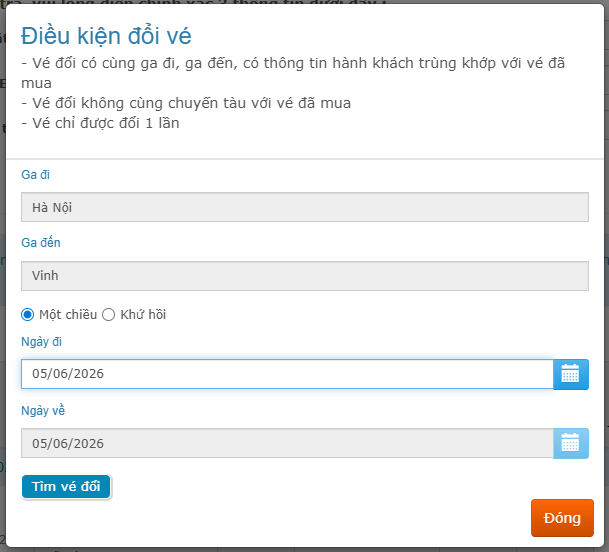 Điều kiện đổi vé
- Vé đổi có cùng ga đi, ga đến, có thông tin hành khách trùng khớp với vé đã
mua
- Vé đổi không cùng chuyến tàu với vé đã mua
- Vé chỉ được đổi 1 lần
Ga đi
Hà Nội
Ga đến
Vinh
Một chiều Khứ hồi
Ngày đi
05/06/2026
Ngày về
05/06/2026
Tìm vé đổi
Đóng